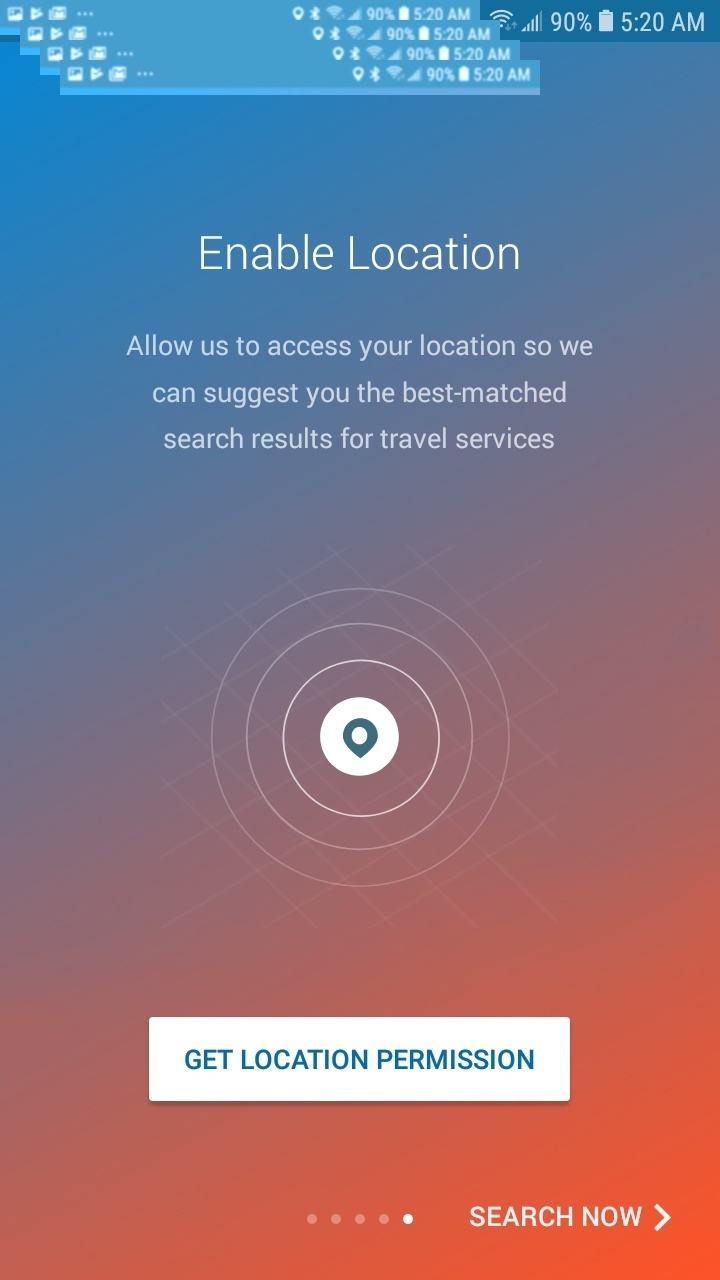 90% 5:20 AM
90% 5:20 AM
90% 5:20 AM
90% 5:20 AM
90% 5:20 AM
Enable Location
Allow us to access your location so we
can suggest you the best-matched
search results for travel services
GET LOCATION PERMISSION
SEARCH NOW